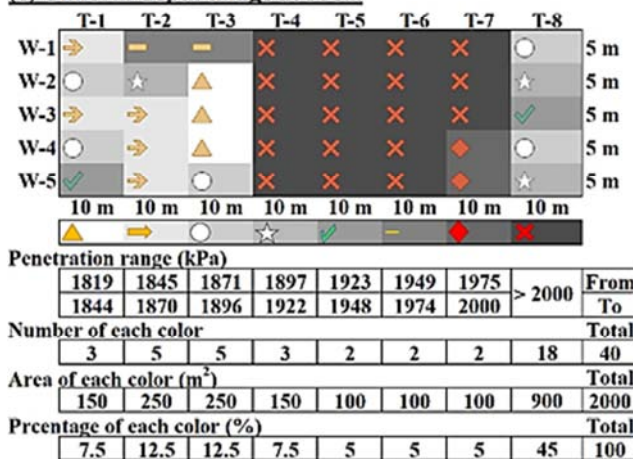 T-1 T-2 T-3 T-4 T-5 T-6 T-7 T-8
W-1 5 m
W-2 5 m
W-3 5 m
W-4 5 m
W-5 5 m
10 m 10 m 10 m 10 m 10 m 10 m 10 m 10 m
Penetration range (kPa)
1819 1845 1871 1897 1923 1949 1975 > 2000 From
1844 1870 1896 1922 1948 1974 2000 To
Number of each color Total
3 5 5 3 2 2 2 18 40
Area of each color (m²) Total
150 250 250 150 100 100 100 900 2000
Prcentage of each color (%) Total
7.5 12.5 12.5 7.5 5 5 5 45 100